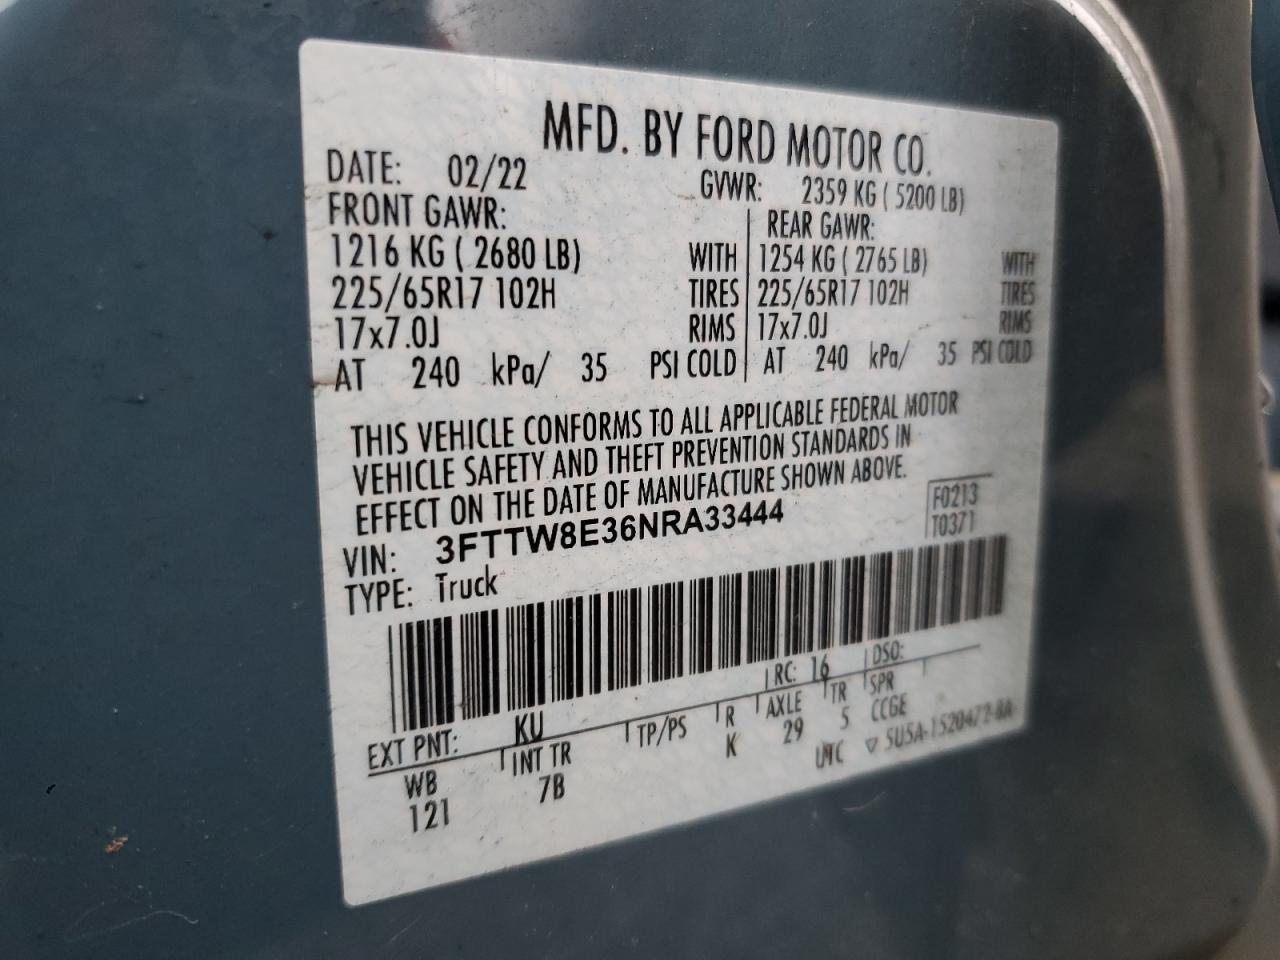 MFD. BY FORD MOTOR CO.
DATE: 02/22 GVWR: 2359 KG ( 5200 LB)
FRONT GAWR: REAR GAWR:
1216 KG ( 2680 LB) WITH 1254 KG ( 2765 LB) WITH
225/65R17 102H TIRES 225/65R17 102H TIRES
17x7.0J RIMS 17x7.0J RIMS
AT 240 kPa/ 35 PSI COLD AT 240 kPa/ 35 PSI COLD
THIS VEHICLE CONFORMS TO ALL APPLICABLE FEDERAL MOTOR
VEHICLE SAFETY AND THEFT PREVENTION STANDARDS IN
EFFECT ON THE DATE OF MANUFACTURE SHOWN ABOVE.
VIN: 3FTTW8E36NRA33444 F0213
TYPE: Truck T0371
EXT PNT: KU RC: 16 DSO:
WB INT TR TP/PS R AXLE TR SPR
121 7B K 29 5 CCGE
UTC ▽ 5U5A-1520472-BA